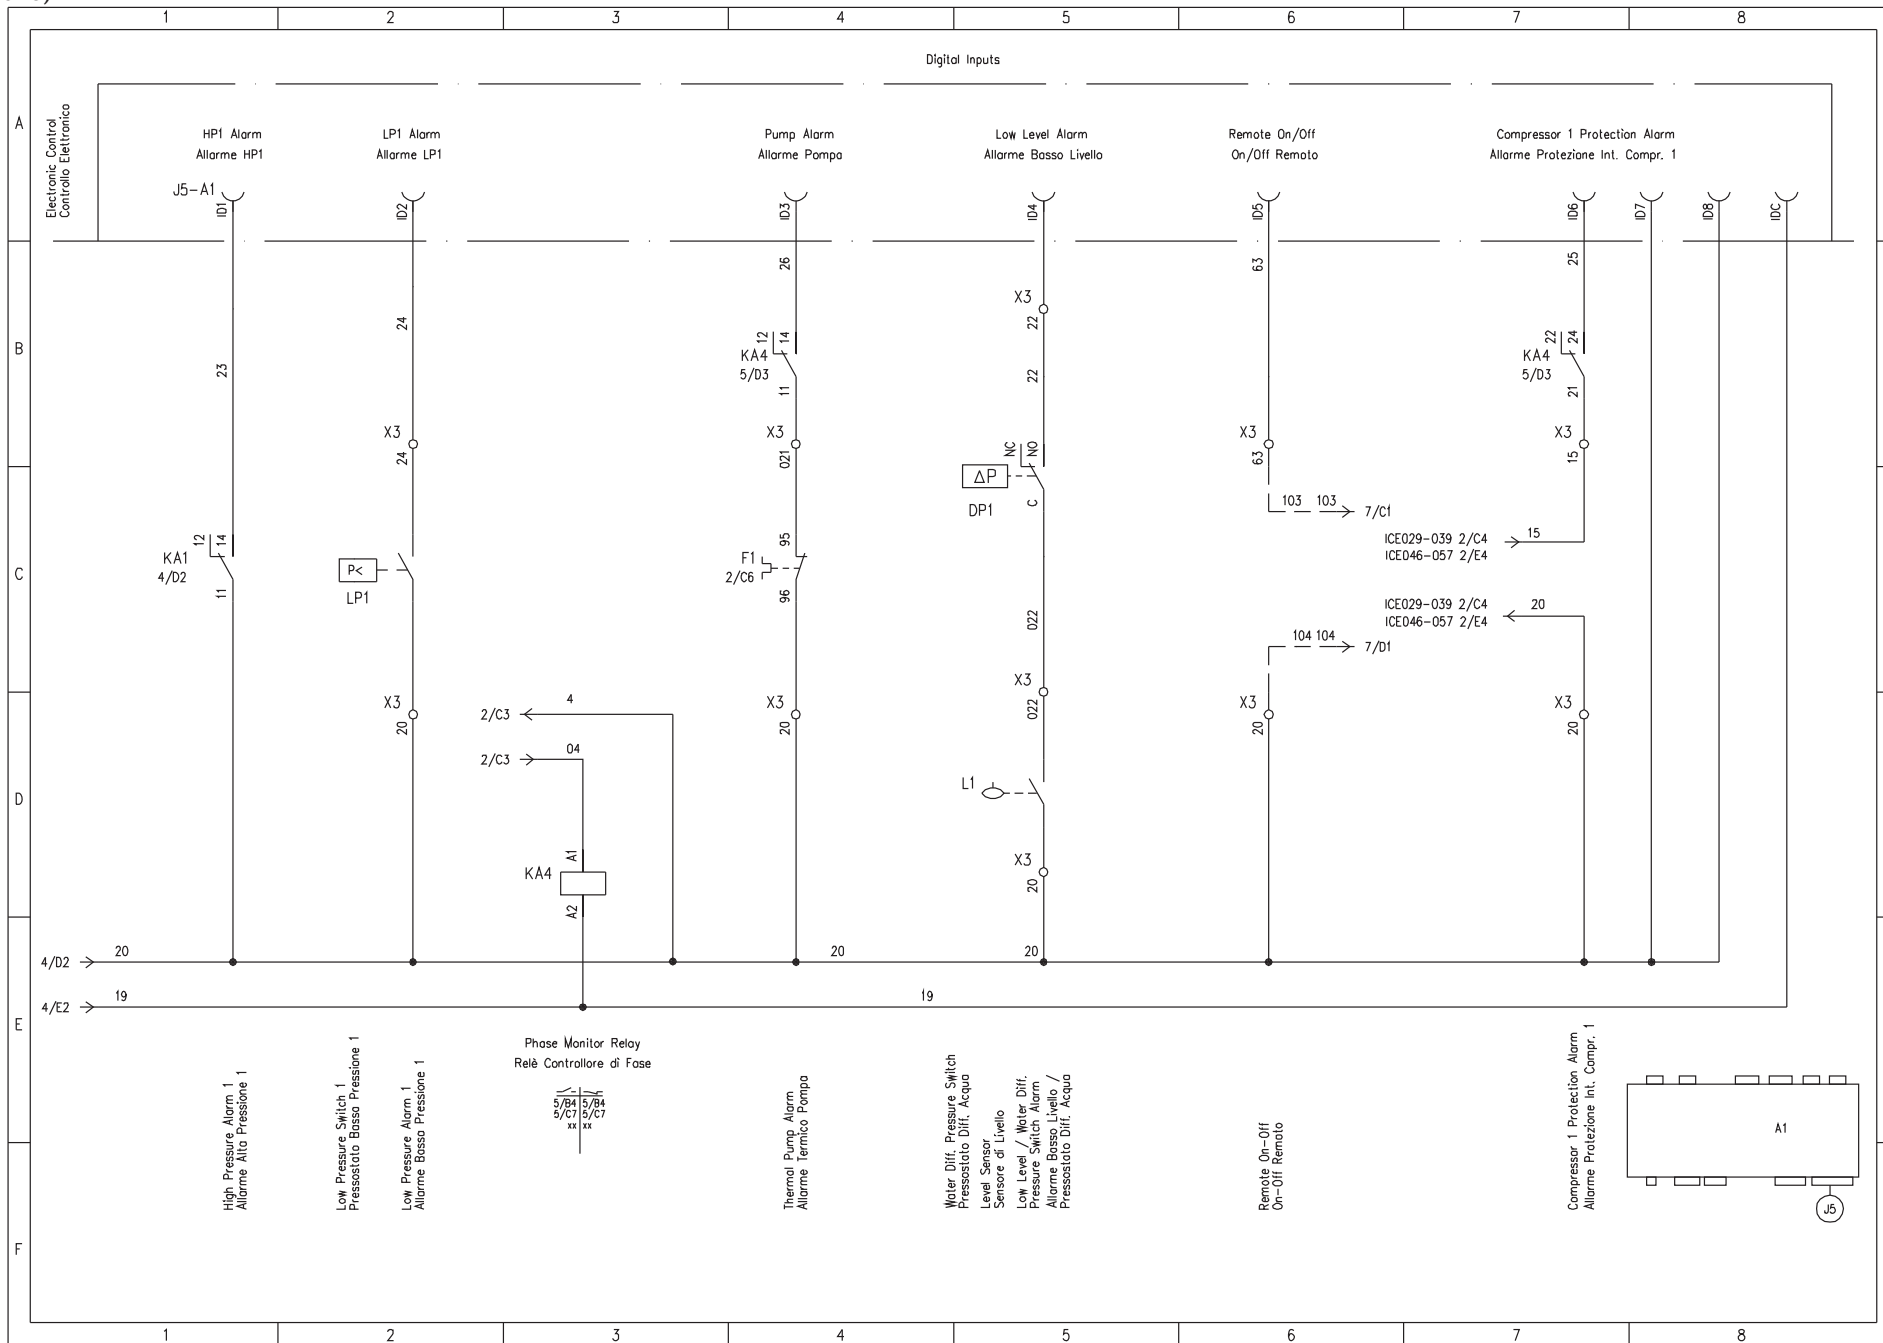 1 2 3 4 5 6 7 8
Digital Inputs
A
Electronic Control
Controllo Elettronico
HP1 Alarm
Allarme HP1
LP1 Alarm
Allarme LP1
Pump Alarm
Allarme Pompa
Low Level Alarm
Allarme Basso Livello
Remote On/Off
On/Off Remoto
Compressor 1 Protection Alarm
Allarme Protezione Int. Compr. 1
J5-A1
ID1 ID2 ID3 ID4 ID5 ID6 ID7 ID8 IDC
26 63 25
X3
24 22
B
12 14 22 24
KA4 KA4
5/D3 5/D3
23 22
11 21
X3 X3 X3 X3
24 021 NC NO 63 15
ΔP
DP1 C
103 103 7/C1
15
ICE029-039 2/C4
ICE046-057 2/E4
12 14 95
KA1
4/D2
P<
LP1
F1
2/C6
C
11 96
ICE029-039 2/C4
ICE046-057 2/E4
20
022
104 104 7/D1
X3
022
X3 X3 X3 X3
20 20 20 20
2/C3 4
2/C3 04
D
L1
A1
KA4
A2
X3
20
4/D2 20 20 20
4/E2 19 19
E
Phase Monitor Relay
Relè Controllore di Fase
5/B4 5/B4
5/C7 5/C7
xx xx
High Pressure Alarm 1
Allarme Alta Pressione 1
Low Pressure Switch 1
Pressostato Bassa Pressione 1
Low Pressure Alarm 1
Allarme Bassa Pressione 1
Thermal Pump Alarm
Allarme Termico Pompa
Water Diff. Pressure Switch
Pressostato Diff. Acqua
Level Sensor
Sensore di Livello
Low Level / Water Diff.
Pressure Switch Alarm
Allarme Basso Livello /
Pressostato Diff. Acqua
Remote On-Off
On-Off Remoto
Compressor 1 Protection Alarm
Allarme Protezione Int. Compr. 1
A1
J5
F
1 2 3 4 5 6 7 8